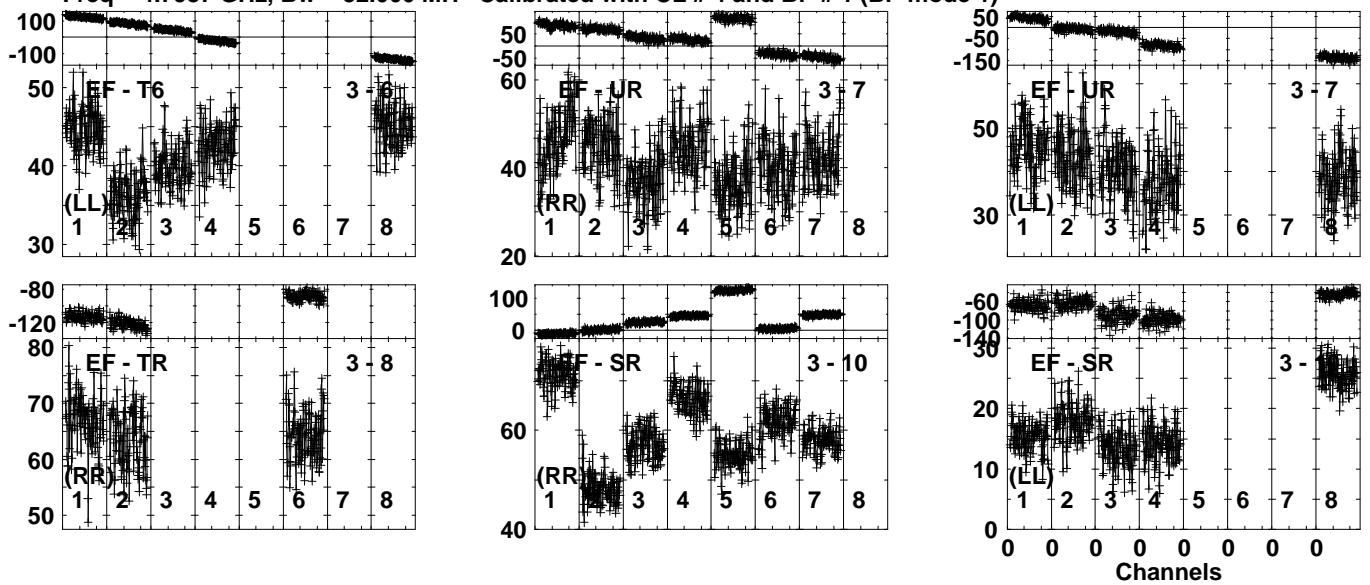 Freq GHz, Bw = 32.000 MH Calibrated with CL # and BP # (BP mode 1)
100
-100
50
-50
50
-50
-150
50
40
30
EF - T6
3 - 6
(LL)
1 2 3 4 5 6 7 8
60
40
20
EF - UR
3 - 7
(RR)
1 2 3 4 5 6 7 8
50
30
EF - UR
3 - 7
(LL)
1 2 3 4 5 6 7 8
-80
-120
80
70
60
50
EF - TR
3 - 8
(RR)
1 2 3 4 5 6 7 8
100
0
60
40
EF - SR
3 - 10
(RR)
1 2 3 4 5 6 7 8
-60
-100
-140
30
20
10
0
EF - SR
3 -
(LL)
1 2 3 4 5 6 7 8
0 0 0 0 0 0 0 0
Channels